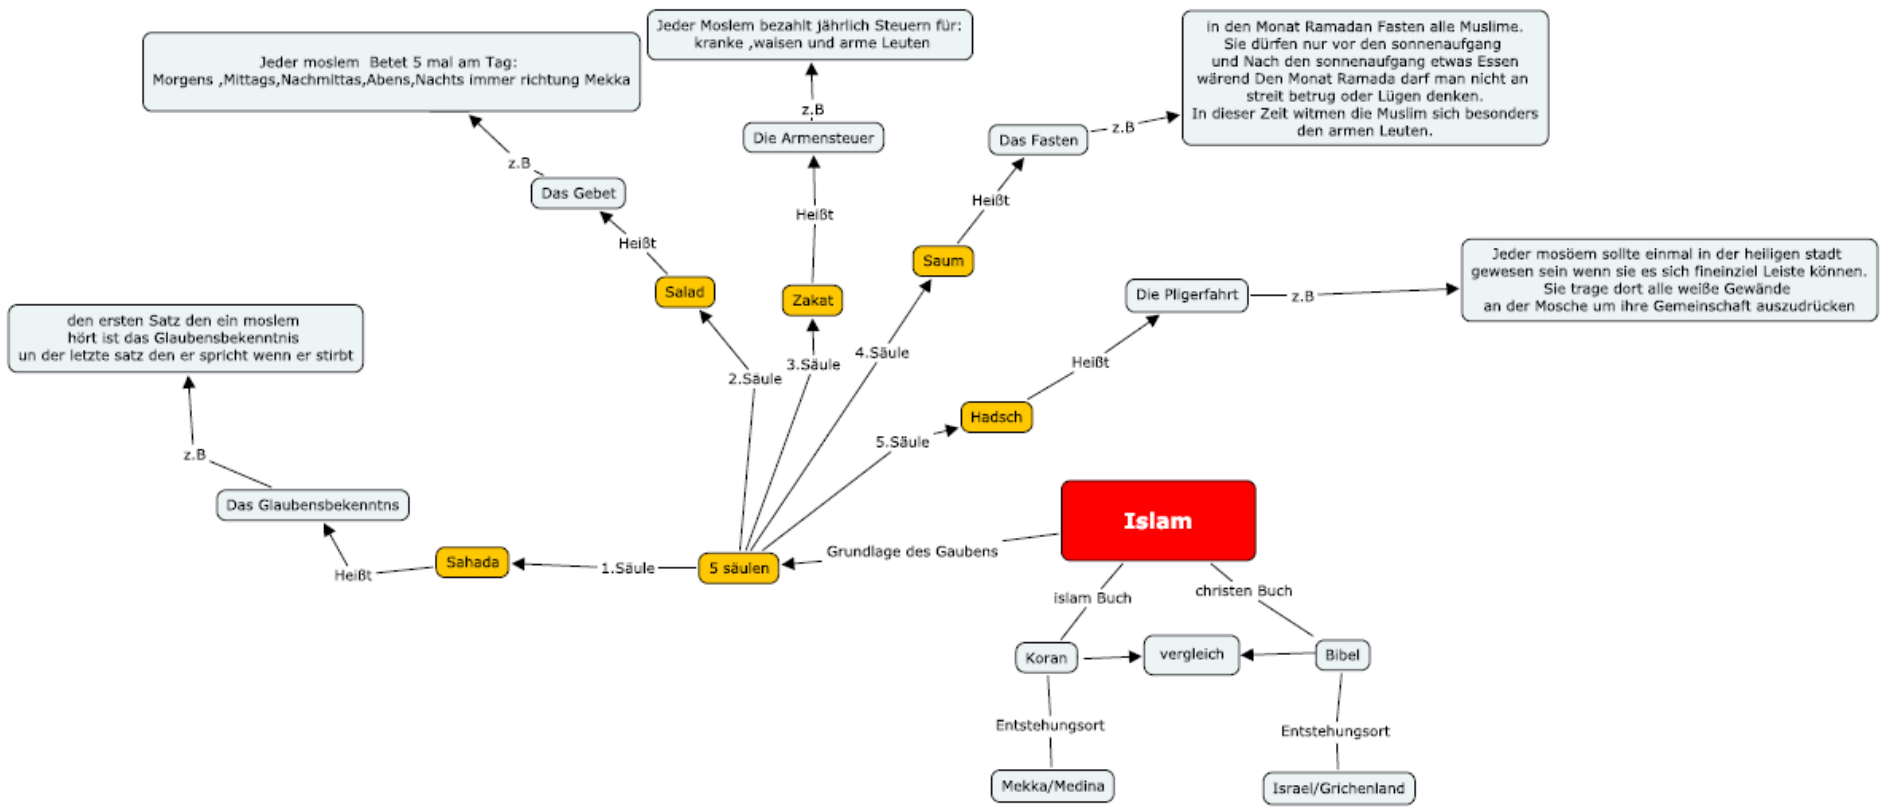 Jeder Moslem bezahlt jährlich Steuern für:
kranke ,waisen und arme Leuten
in den Monat Ramadan Fasten alle Muslime.
Sie dürfen nur vor den sonnenaufgang
und Nach den sonnenaufgang etwas Essen
wärend Den Monat Ramada darf man nicht an
streit betrug oder Lügen denken.
In dieser Zeit witmen die Muslim sich besonders
den armen Leuten.
Jeder moslem  Betet 5 mal am Tag:
Morgens ,Mittags,Nachmittas,Abens,Nachts immer richtung Mekka
z.B
Die Armensteuer
z.B
Das Fasten
z.B
Das Gebet
Heißt
Heißt
Heißt
Saum
Salad
Zakat
Jeder mosöem sollte einmal in der heiligen stadt
gewesen sein wenn sie es sich fineinziel Leiste können.
Sie trage dort alle weiße Gewände
an der Mosche um ihre Gemeinschaft auszudrücken
Die Pligerfahrt
z.B
den ersten Satz den ein moslem
hört ist das Glaubensbekenntnis
un der letzte satz den er spricht wenn er stirbt
2.Säule
3.Säule
4.Säule
Heißt
Hadsch
5.Säule
z.B
Das Glaubensbekenntns
Islam
Grundlage des Gaubens
Sahada
1.Säule
5 säulen
Heißt
islam Buch
christen Buch
Koran
vergleich
Bibel
Entstehungsort
Entstehungsort
Mekka/Medina
Israel/Grichenland